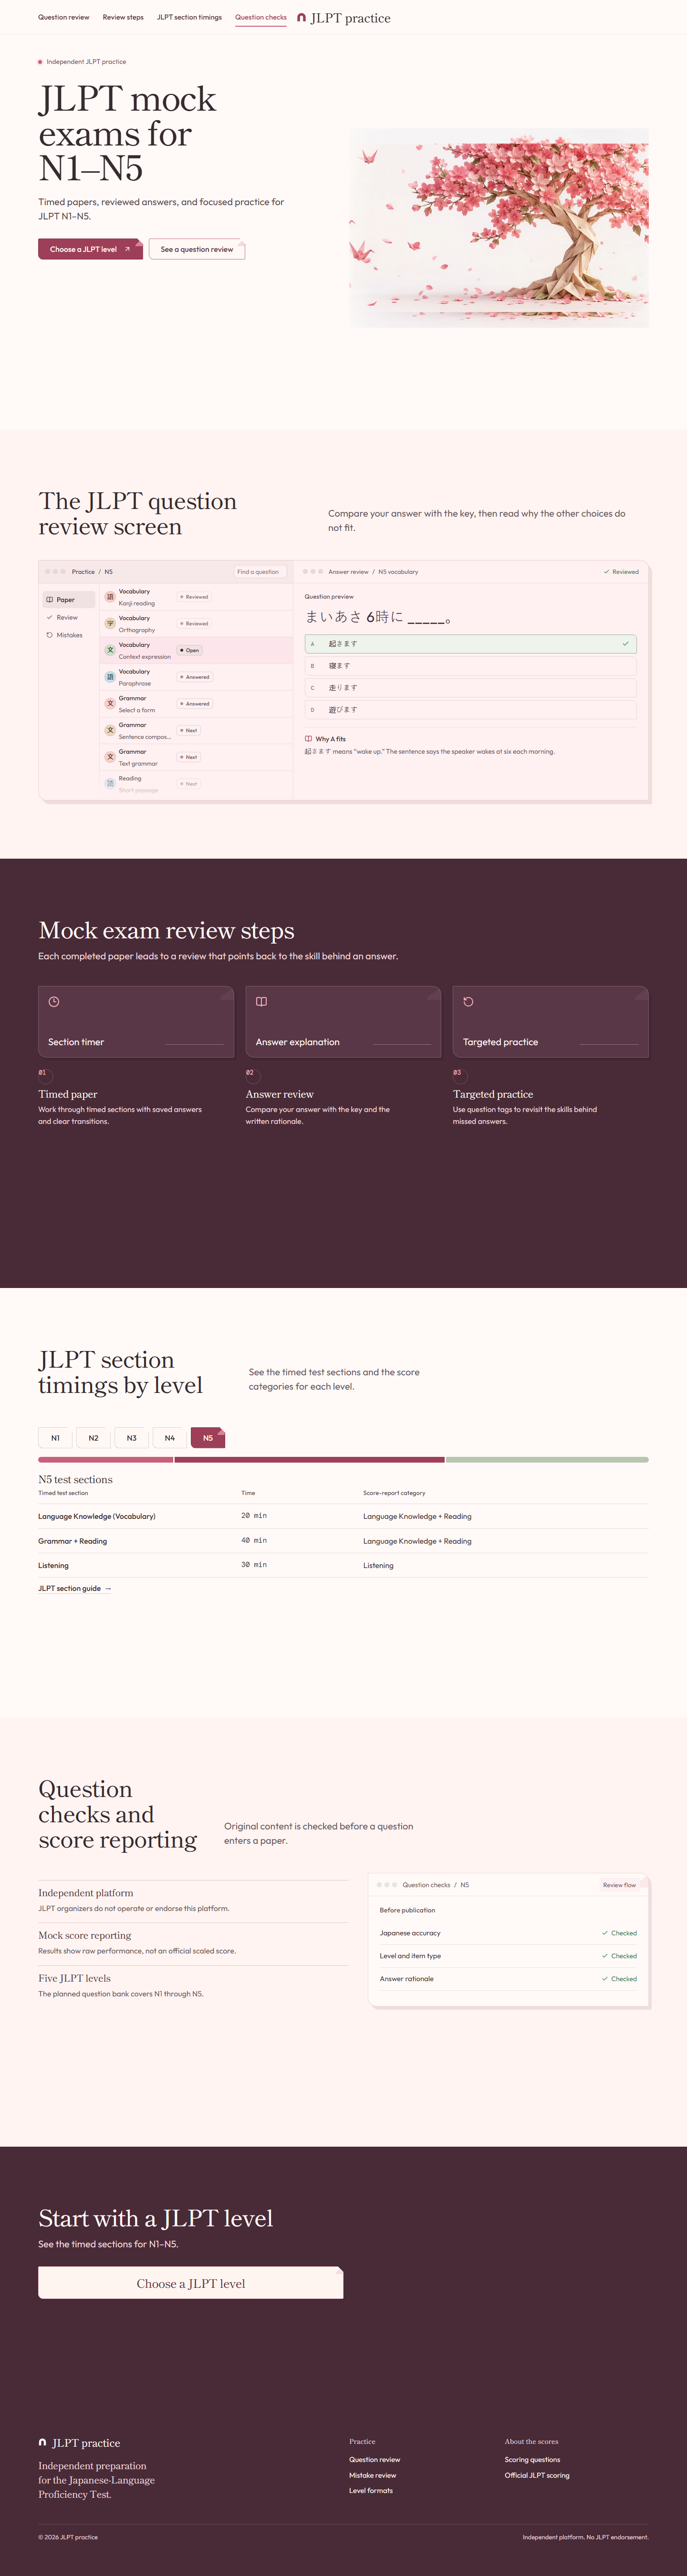 Question review
Review steps
JLPT section timings
Question checks
JLPT practice
Independent JLPT practice
JLPT mock
exams for
N1–N5
Timed papers, reviewed answers, and focused practice for
JLPT N1–N5.
Choose a JLPT level
See a question review
The JLPT question
review screen
Compare your answer with the key, then read why the other choices do
not fit.
Practice / N5
Find a question
Paper
Review
Mistakes
語 Vocabulary
Kanji reading
Reviewed
字 Vocabulary
Orthography
Reviewed
文 Vocabulary
Context expression
Open
語 Vocabulary
Paraphrase
Answered
文 Grammar
Select a form
Answered
文 Grammar
Sentence compos...
Next
文 Grammar
Text grammar
Next
Reading
Short passage
Next
Answer review / N5 vocabulary
Reviewed
Question preview
まいあさ 6時に _____。
A 起きます
B 寝ます
C 走ります
D 遊びます
Why A fits
起きます means "wake up." The sentence says the speaker wakes at six each morning.
Mock exam review steps
Each completed paper leads to a review that points back to the skill behind an answer.
Section timer
01
Timed paper
Work through timed sections with saved answers
and clear transitions.
Answer explanation
02
Answer review
Compare your answer with the key and the
written rationale.
Targeted practice
03
Targeted practice
Use question tags to revisit the skills behind
missed answers.
JLPT section
timings by level
See the timed test sections and the score
categories for each level.
N1
N2
N3
N4
N5
N5 test sections
Timed test section Time Score-report category
Language Knowledge (Vocabulary) 20 min Language Knowledge + Reading
Grammar + Reading 40 min Language Knowledge + Reading
Listening 30 min Listening
JLPT section guide →
Question
checks and
score reporting
Original content is checked before a question
enters a paper.
Independent platform
JLPT organizers do not operate or endorse this platform.
Mock score reporting
Results show raw performance, not an official scaled score.
Five JLPT levels
The planned question bank covers N1 through N5.
Question checks / N5
Review flow
Before publication
Japanese accuracy Checked
Level and item type Checked
Answer rationale Checked
Start with a JLPT level
See the timed sections for N1–N5.
Choose a JLPT level
JLPT practice
Independent preparation
for the Japanese-Language
Proficiency Test.
Practice
Question review
Mistake review
Level formats
About the scores
Scoring questions
Official JLPT scoring
© 2026 JLPT practice
Independent platform. No JLPT endorsement.